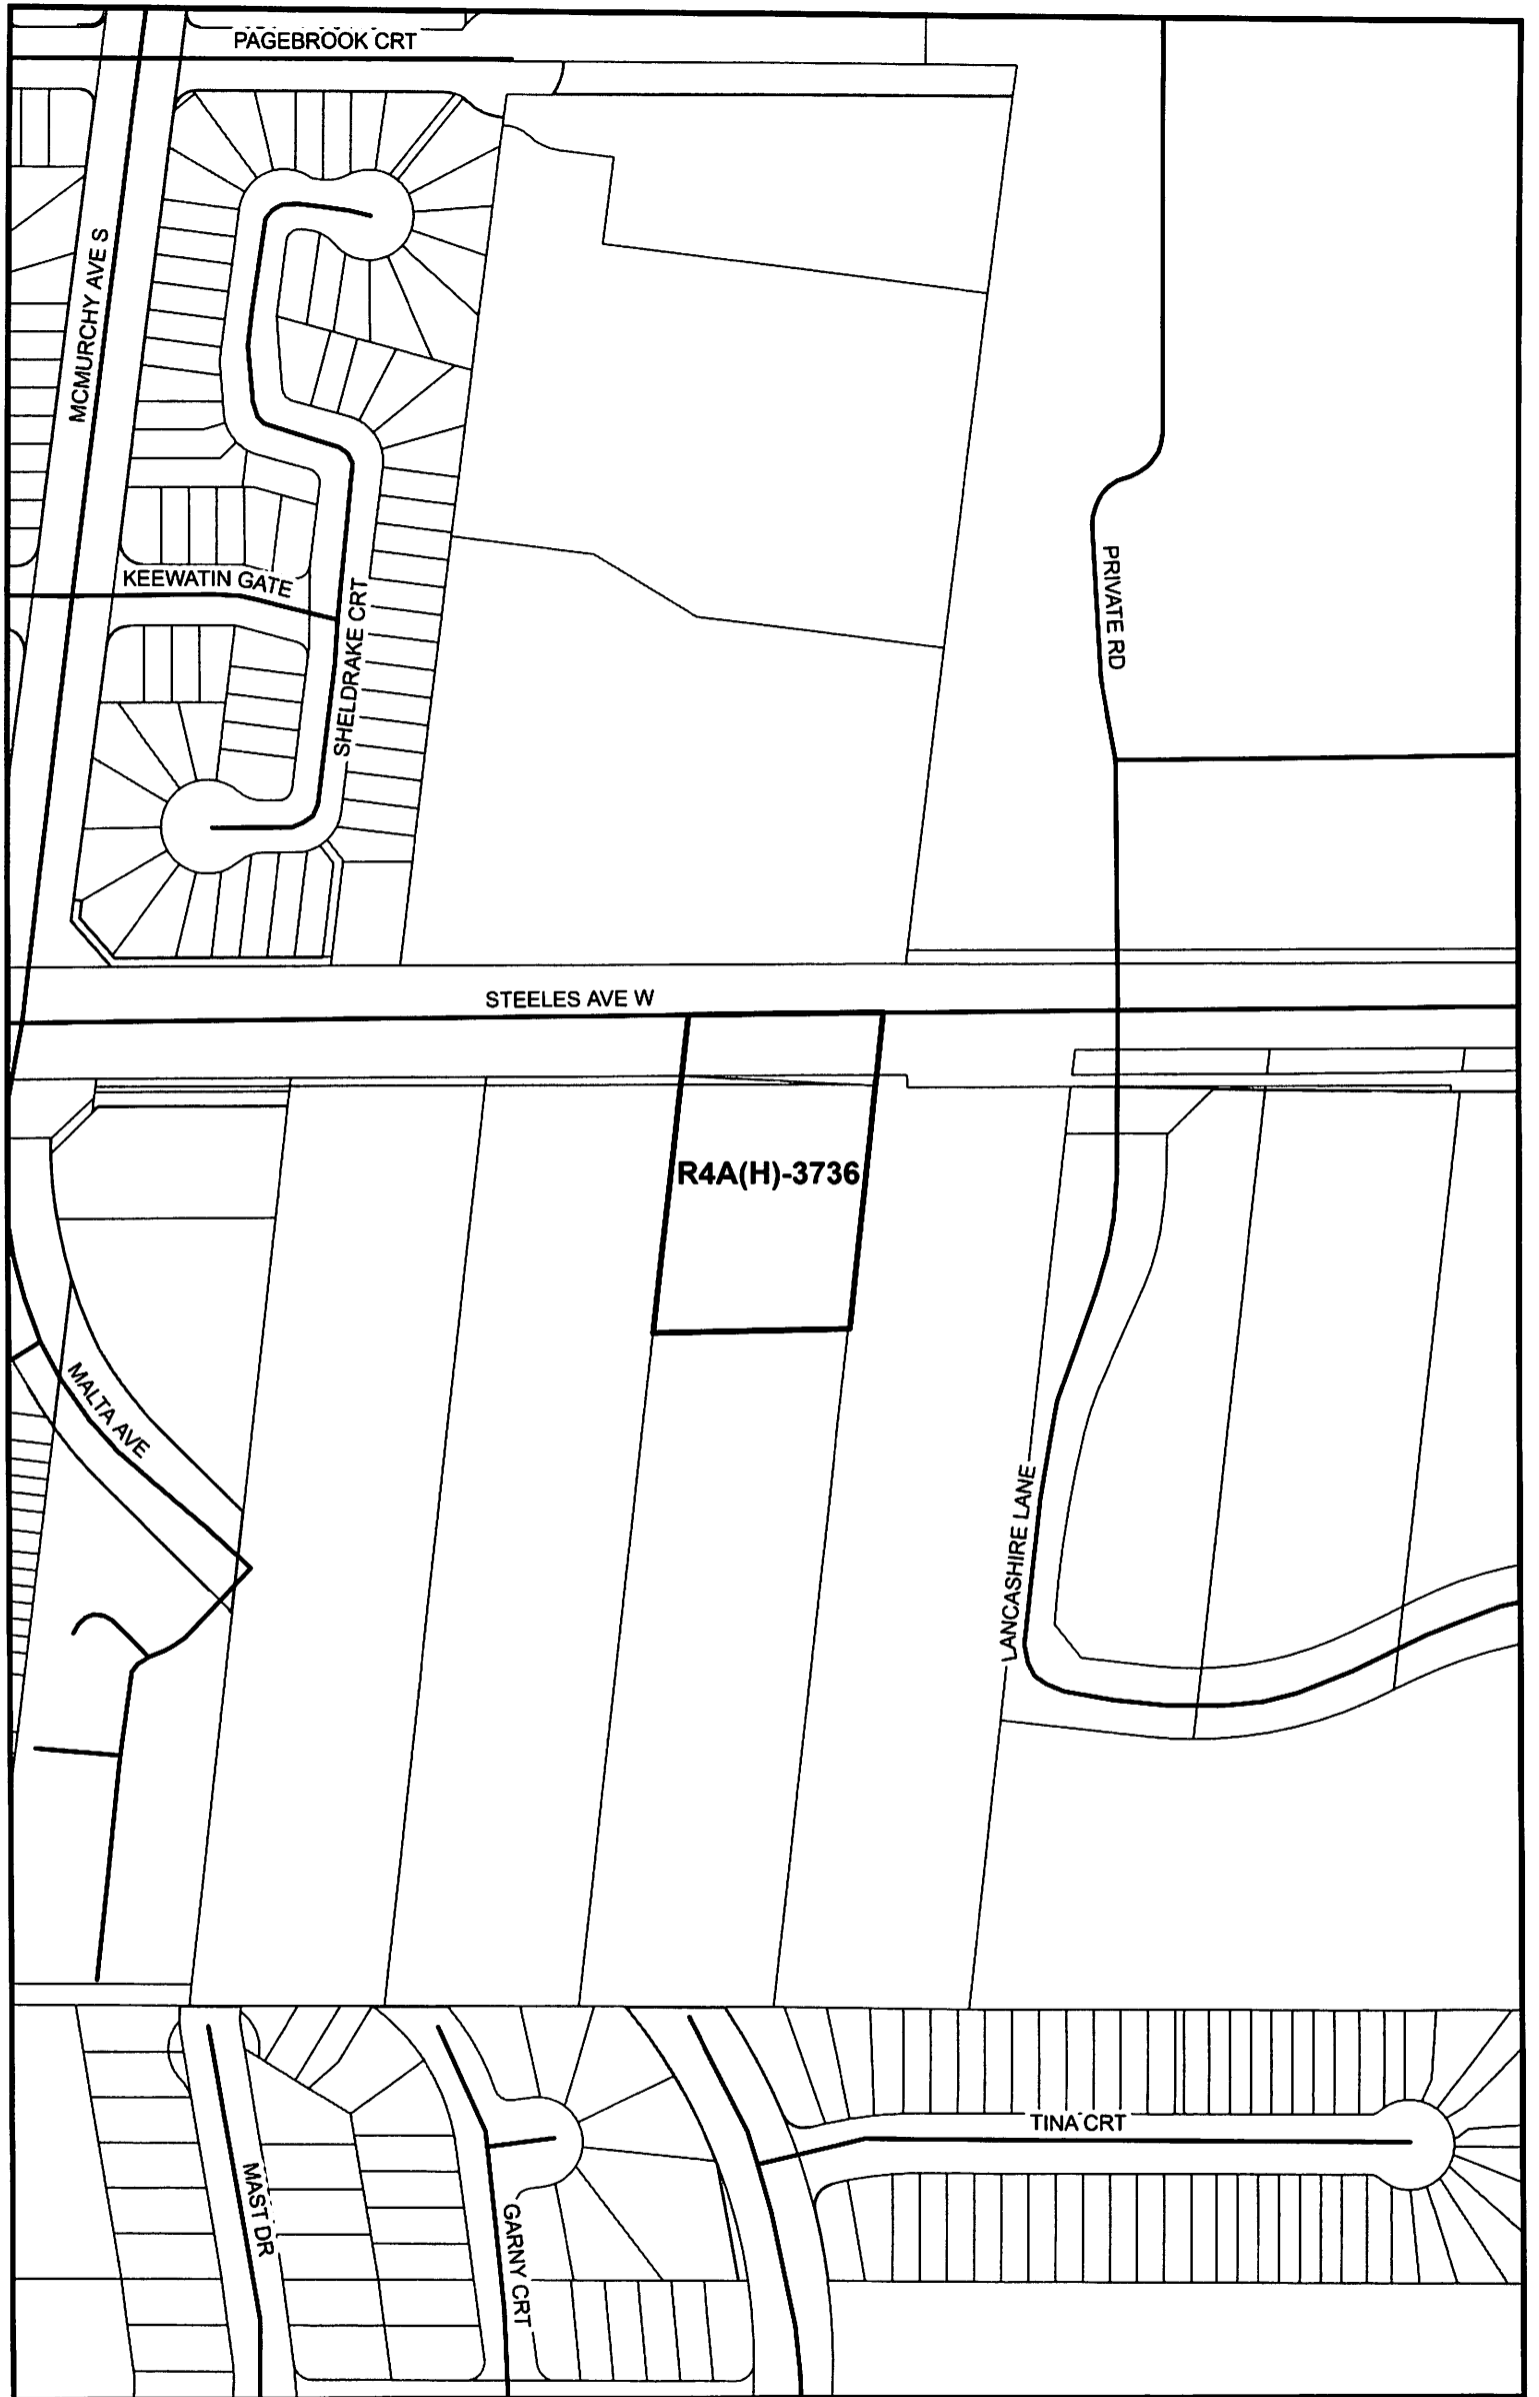 PAGEBROOK CRT
MCMURCHY AVE S
KEEWATIN GATE
SHELDRAKE CRT
PRIVATE RD
STEELES AVE W
R4A(H)-3736
MALTA AVE
LANCASHIRE LANE
TINA CRT
MAST DR
GARNY CRT